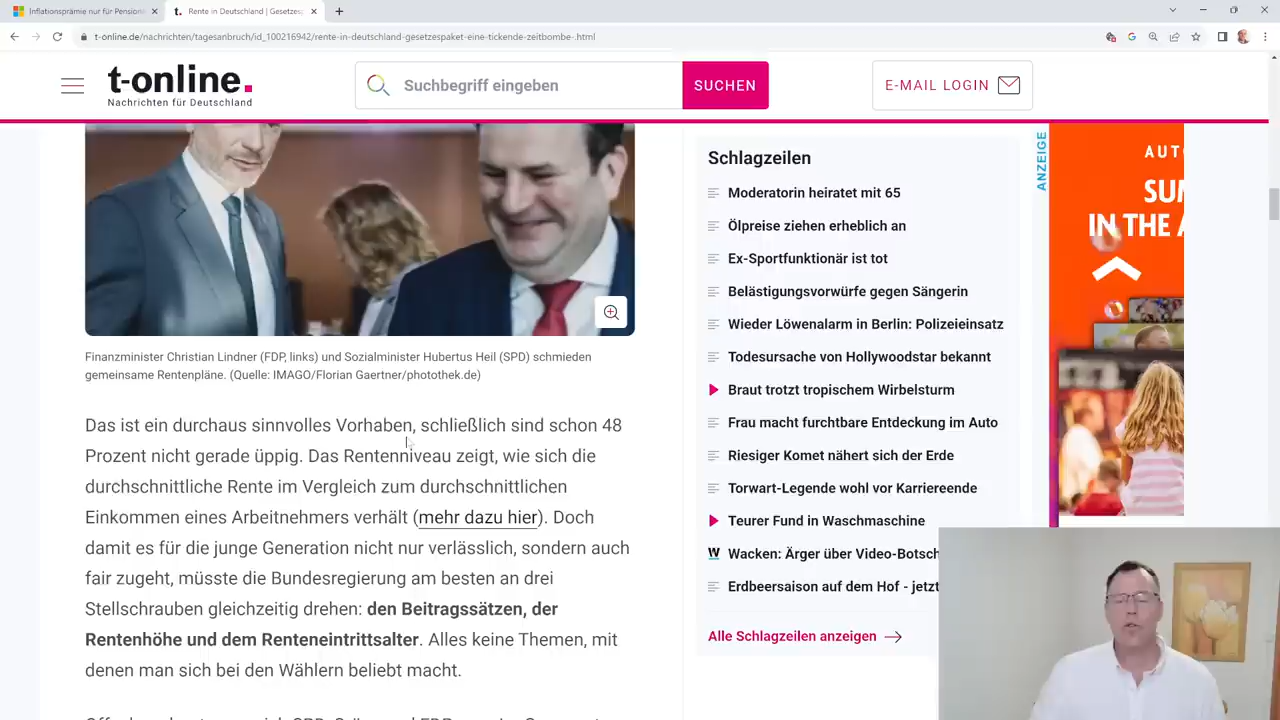 Inflationsprämie nur für Pension
Rente in Deutschland | Gesetzes
t-online.de/nachrichten/tagesanbruch/id_100216942/rente-in-deutschland-gesetzespaket-eine-tickende-zeitbombe-.html
t-online.
Nachrichten für Deutschland
Suchbegriff eingeben
SUCHEN
E-MAIL LOGIN
Finanzminister Christian Lindner (FDP, links) und Sozialminister Hubertus Heil (SPD) schmieden
gemeinsame Rentenpläne. (Quelle: IMAGO/Florian Gaertner/photothek.de)
Das ist ein durchaus sinnvolles Vorhaben, schließlich sind schon 48
Prozent nicht gerade üppig. Das Rentenniveau zeigt, wie sich die
durchschnittliche Rente im Vergleich zum durchschnittlichen
Einkommen eines Arbeitnehmers verhält (mehr dazu hier). Doch
damit es für die junge Generation nicht nur verlässlich, sondern auch
fair zugeht, müsste die Bundesregierung am besten an drei
Stellschrauben gleichzeitig drehen: den Beitragssätzen, der
Rentenhöhe und dem Renteneintrittsalter. Alles keine Themen, mit
denen man sich bei den Wählern beliebt macht.
Schlagzeilen
Moderatorin heiratet mit 65
Ölpreise ziehen erheblich an
Ex-Sportfunktionär ist tot
Belästigungsvorwürfe gegen Sängerin
Wieder Löwenalarm in Berlin: Polizeieinsatz
Todesursache von Hollywoodstar bekannt
Braut trotzt tropischem Wirbelsturm
Frau macht furchtbare Entdeckung im Auto
Riesiger Komet nähert sich der Erde
Torwart-Legende wohl vor Karriereende
Teurer Fund in Waschmaschine
W Wacken: Ärger über Video-Botsch
Erdbeersaison auf dem Hof - jetzt
Alle Schlagzeilen anzeigen
ANZEIGE
AUT
SU
IN THE A